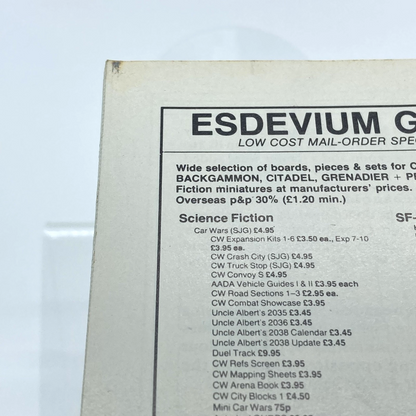 ESDEVIUM G
LOW COST MAIL-ORDER SPE
Wide selection of boards, pieces & sets for C
BACKGAMMON, CITADEL, GRENADIER + P
Fiction miniatures at manufacturers' prices.
Overseas p&p 30% (£1.20 min.)
Science Fiction SF-
Car Wars (SJG) £4.95
CW Expansion Kits 1-6 £3.50 ea., Exp 7-10
£3.95 ea.
CW Crash City (SJG) £4.95
CW Truck Stop (SJG) £4.95
CW Convoy S £4.95
AADA Vehicle Guides I & II £3.95 each
CW Road Sections 1–3 £2.95 ea.
CW Combat Showcase £3.95
Uncle Albert's 2035 £3.45
Uncle Albert's 2036 £3.45
Uncle Albert's 2038 Calendar £3.45
Uncle Albert's 2038 Update £3.45
Duel Track £9.95
CW Refs Screen £3.95
CW Mapping Sheets £3.95
CW Arena Book £3.95
CW City Blocks 1 £4.50
Mini Car Wars 75p